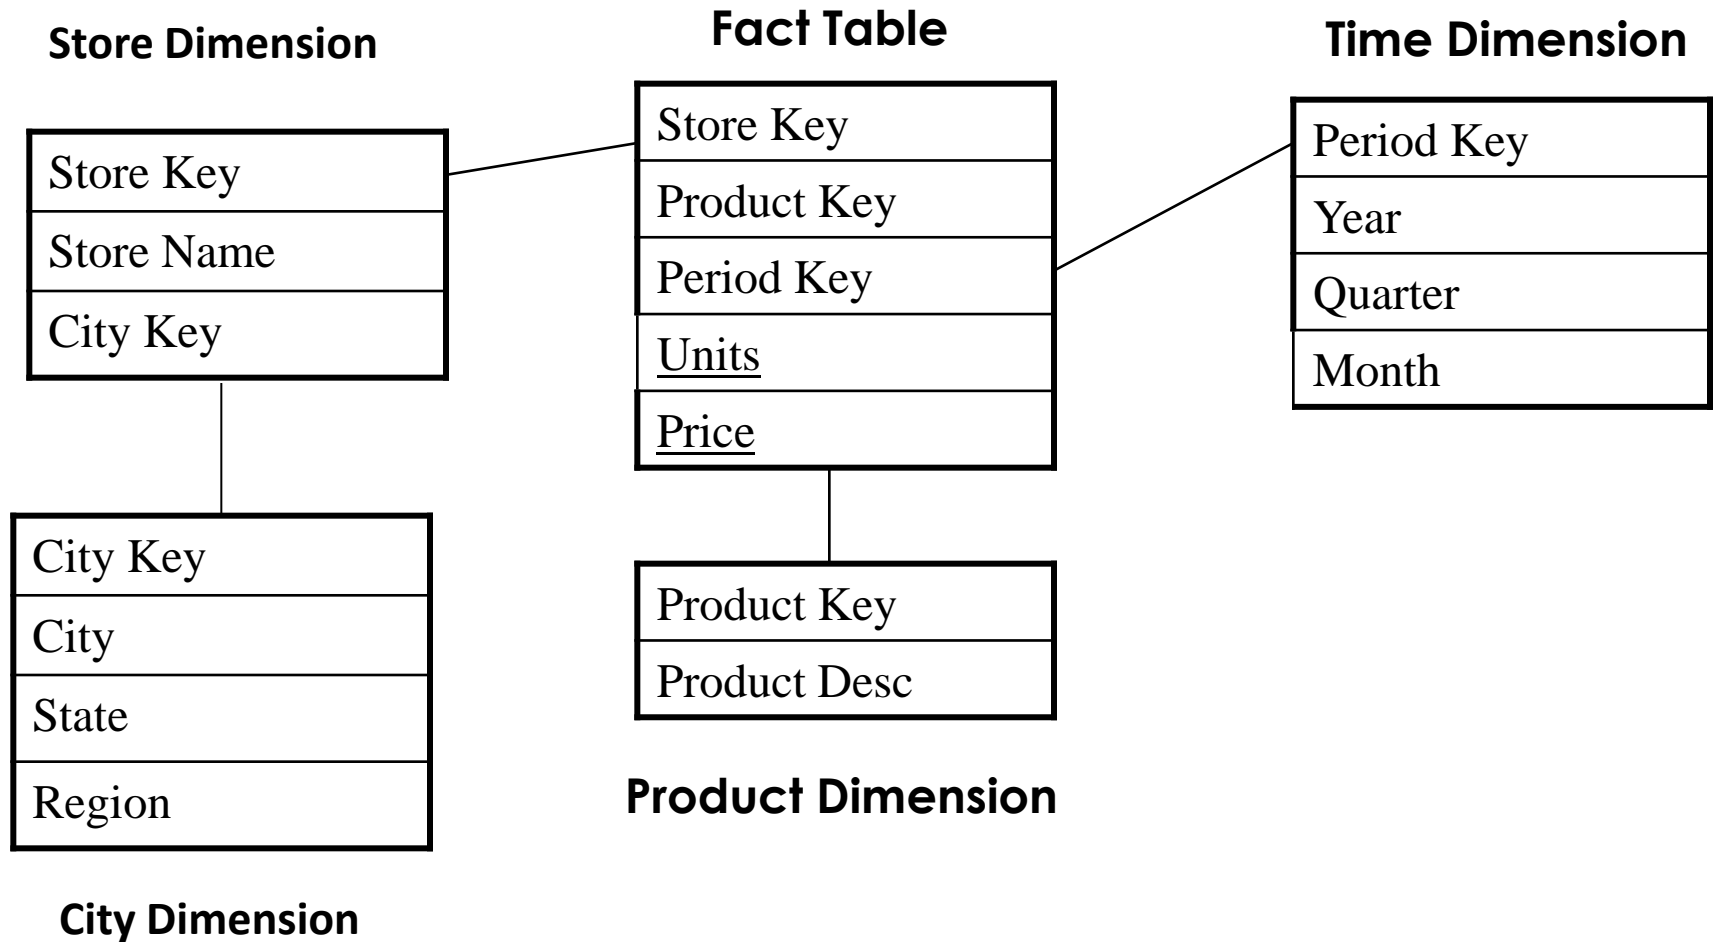 Store Dimension
Store Key
Store Name
City Key
Fact Table
Store Key
Product Key
Period Key
Units
Price
Time Dimension
Period Key
Year
Quarter
Month
City Key
City
State
Region
City Dimension
Product Key
Product Desc
Product Dimension